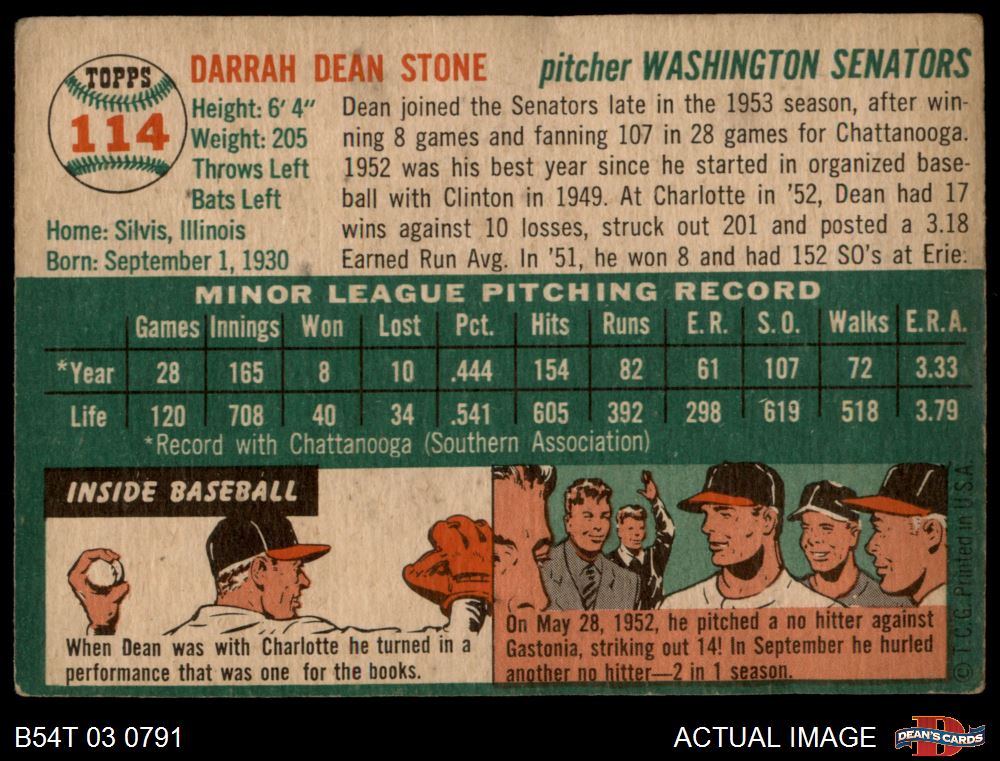 TOPPS
114
DARRAH DEAN STONE
pitcher WASHINGTON SENATORS
Height: 6' 4"
Weight: 205
Throws Left
Bats Left
Home: Silvis, Illinois
Born: September 1, 1930
Dean joined the Senators late in the 1953 season, after win-
ning 8 games and fanning 107 in 28 games for Chattanooga.
1952 was his best year since he started in organized base-
ball with Clinton in 1949. At Charlotte in '52, Dean had 17
wins against 10 losses, struck out 201 and posted a 3.18
Earned Run Avg. In '51, he won 8 and had 152 SO's at Erie.
MINOR LEAGUE PITCHING RECORD
Games Innings Won Lost Pct. Hits Runs E.R. S.O. Walks E.R.A.
*Year 28 165 8 10 .444 154 82 61 107 72 3.33
Life 120 708 40 34 .541 605 392 298 619 518 3.79
*Record with Chattanooga (Southern Association)
INSIDE BASEBALL
When Dean was with Charlotte he turned in a
performance that was one for the books.
On May 28, 1952, he pitched a no hitter against
Gastonia, striking out 14! In September he hurled
another no hitter—2 in 1 season.
© T.C.G. Printed in U.S.A.
B54T 03 0791
ACTUAL IMAGE
DEAN'S CARDS